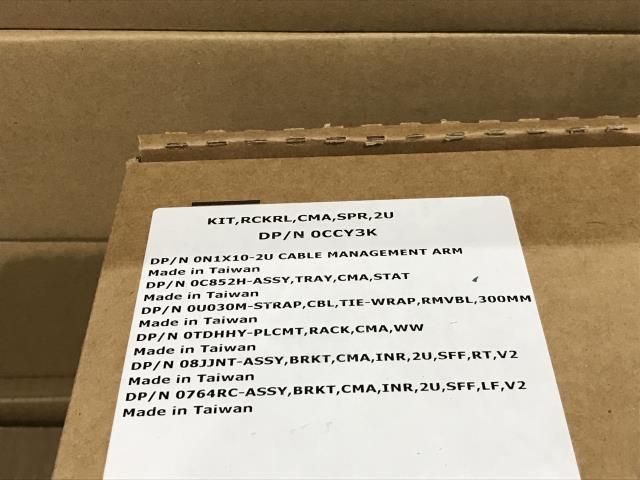 KIT,RCKRL,CMA,SPR,2U
DP/N 0CCY3K
DP/N 0N1X10-2U CABLE MANAGEMENT ARM
Made in Taiwan
DP/N 0C852H-ASSY,TRAY,CMA,STAT
Made in Taiwan
DP/N 0U030M-STRAP,CBL,TIE-WRAP,RMVBL,300MM
Made in Taiwan
DP/N 0TDHHY-PLCMT,RACK,CMA,WW
Made in Taiwan
DP/N 08JJNT-ASSY,BRKT,CMA,INR,2U,SFF,RT,V2
Made in Taiwan
DP/N 0764RC-ASSY,BRKT,CMA,INR,2U,SFF,LF,V2
Made in Taiwan